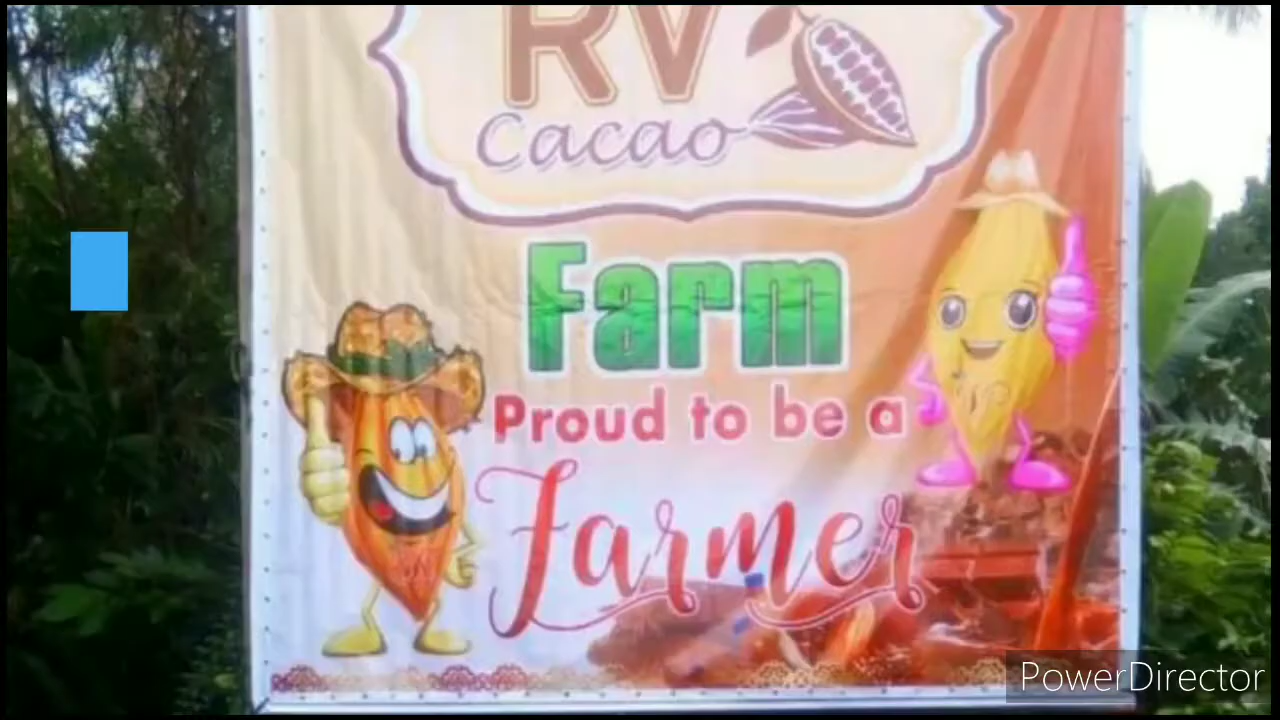 RV
Cacao
Farm
Proud to be a
Farmer
PowerDirector